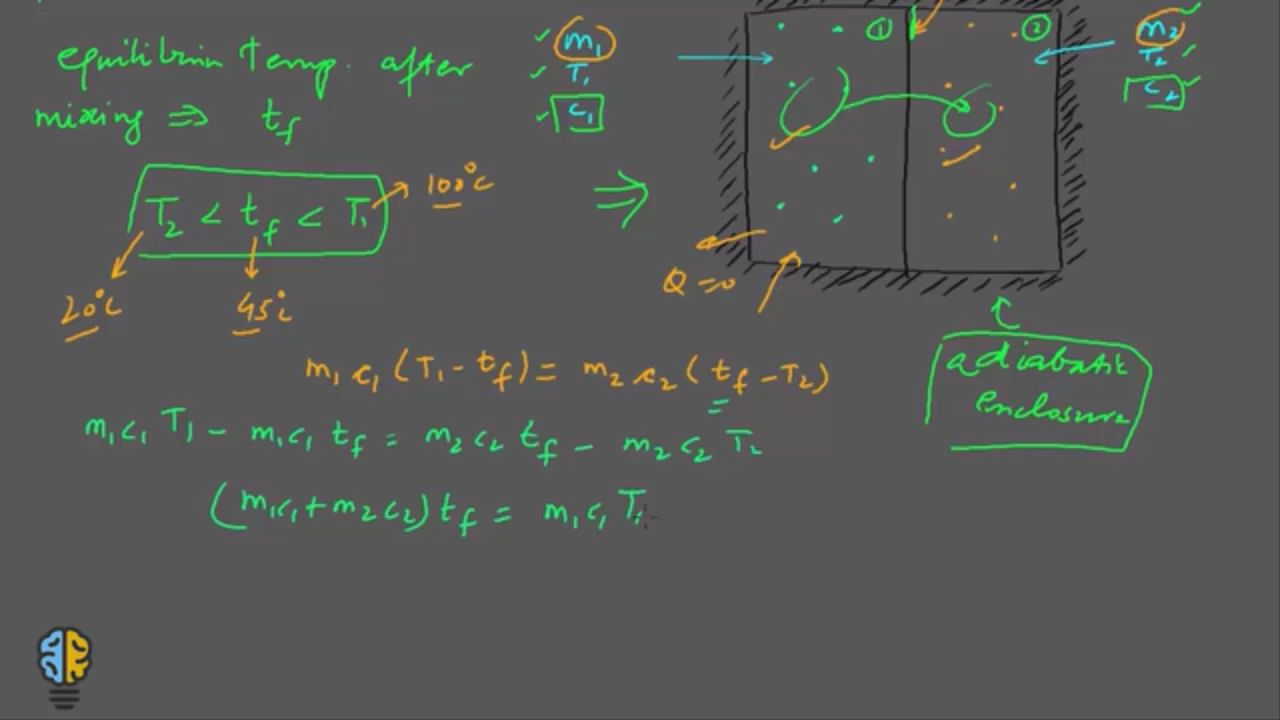 equilibrium Temp. after
mixing ⇒ t_f
T₂ < t_f < T₁
100°C
20°C
45°C
m₁
T₁
c₁
①
②
m₂
T₂
c₂
⇒
Q=0
adiabatic
enclosure
m₁ c₁ (T₁ - t_f) = m₂ c₂ (t_f - T₂)
m₁c₁ T₁ - m₁c₁ t_f = m₂ c₂ t_f - m₂ c₂ T₂
(m₁c₁ + m₂ c₂) t_f = m₁ c₁ T₁